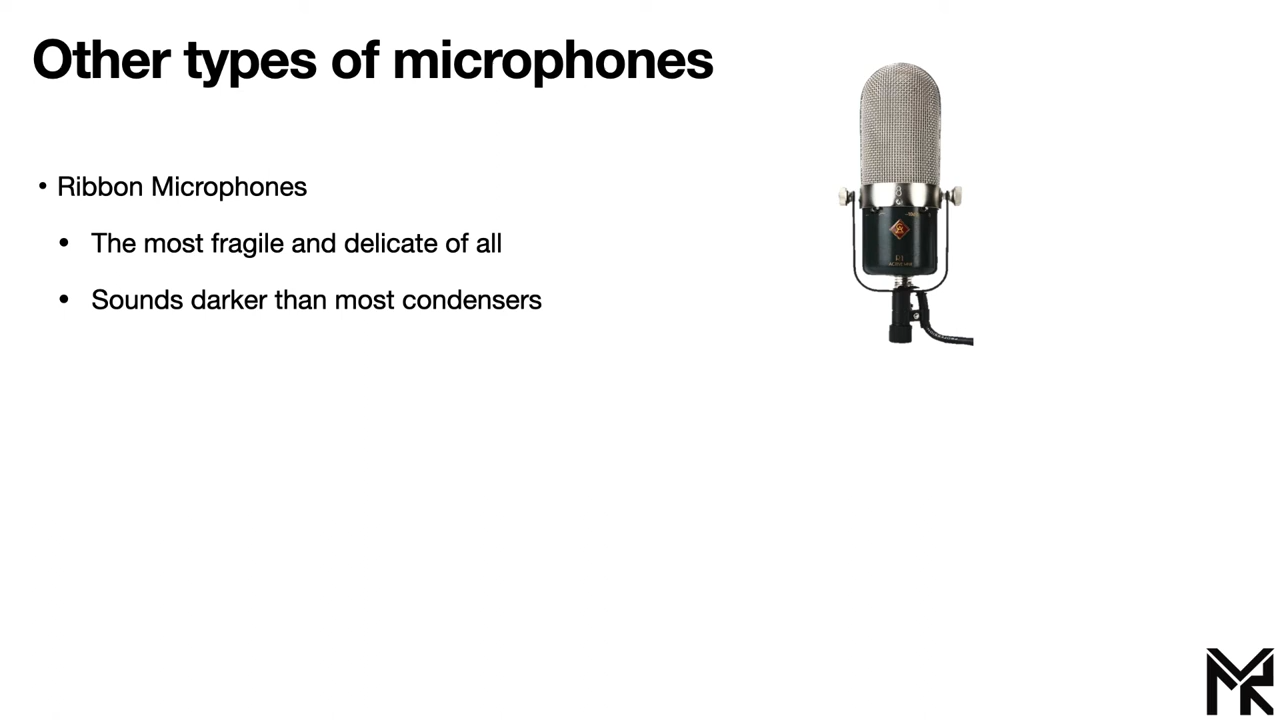 Other types of microphones
• Ribbon Microphones
• The most fragile and delicate of all
• Sounds darker than most condensers